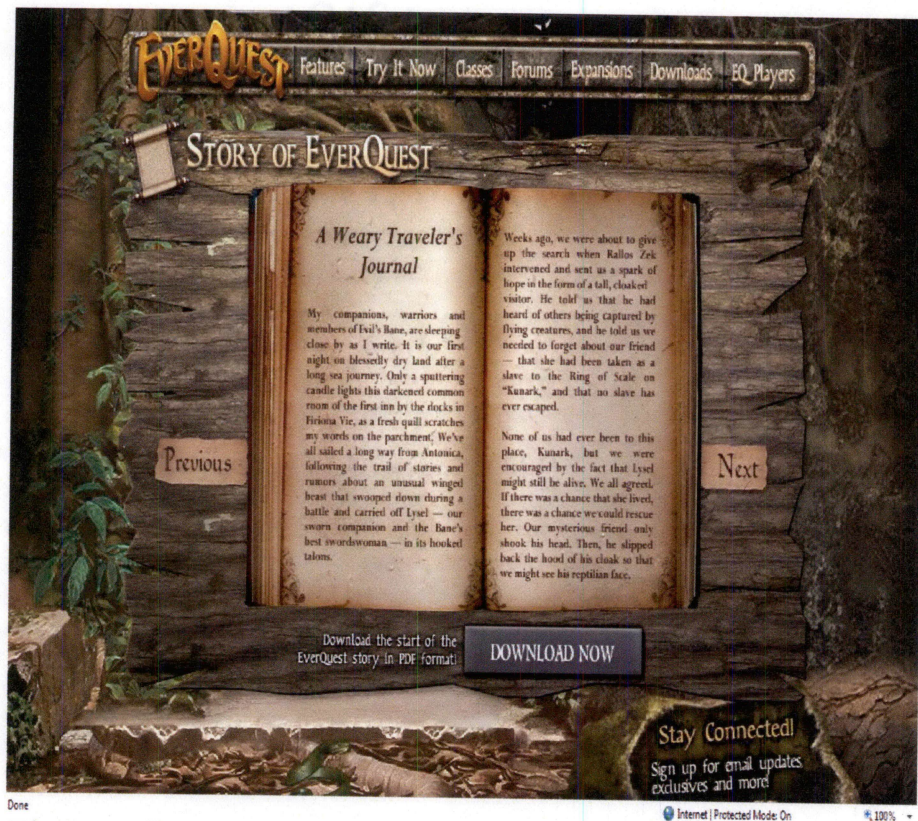 EVERQUEST
Features Try It Now Classes Forums Expansions Downloads EQ Players
STORY OF EVERQUEST
A Weary Traveler's
Journal
My companions, warriors and
members of Evil's Bane, are sleeping
close by as I write. It is our first
night on blessedly dry land after a
long sea journey. Only a sputtering
candle lights this darkened common
room of the first inn by the docks in
Firiona Vie, as a fresh quill scratches
my words on the parchment. We've
all sailed a long way from Antonica,
following the trail of stories and
rumors about an unusual winged
beast that swooped down during a
battle and carried off Lysel — our
sworn companion and the Bane's
best swordswoman — in its hooked
talons.
Weeks ago, we were about to give
up the search when Rallos Zek
intervened and sent us a spark of
hope in the form of a tall, cloaked
visitor. He told us that he had
heard of others being captured by
flying creatures, and he told us we
needed to forget about our friend
— that she had been taken as a
slave to the Ring of Scale on
"Kunark," and that no slave has
ever escaped.
None of us had ever been to this
place, Kunark, but we were
encouraged by the fact that Lysel
might still be alive. We all agreed.
If there was a chance that she lived,
there was a chance we could rescue
her. Our mysterious friend only
shook his head. Then, he slipped
back the hood of his cloak so that
we might see his reptilian face.
Previous
Next
Download the start of the
EverQuest story in PDF format!
DOWNLOAD NOW
Stay Connected!
Sign up for email updates,
exclusives and more!
Done
Internet | Protected Mode: On
100%